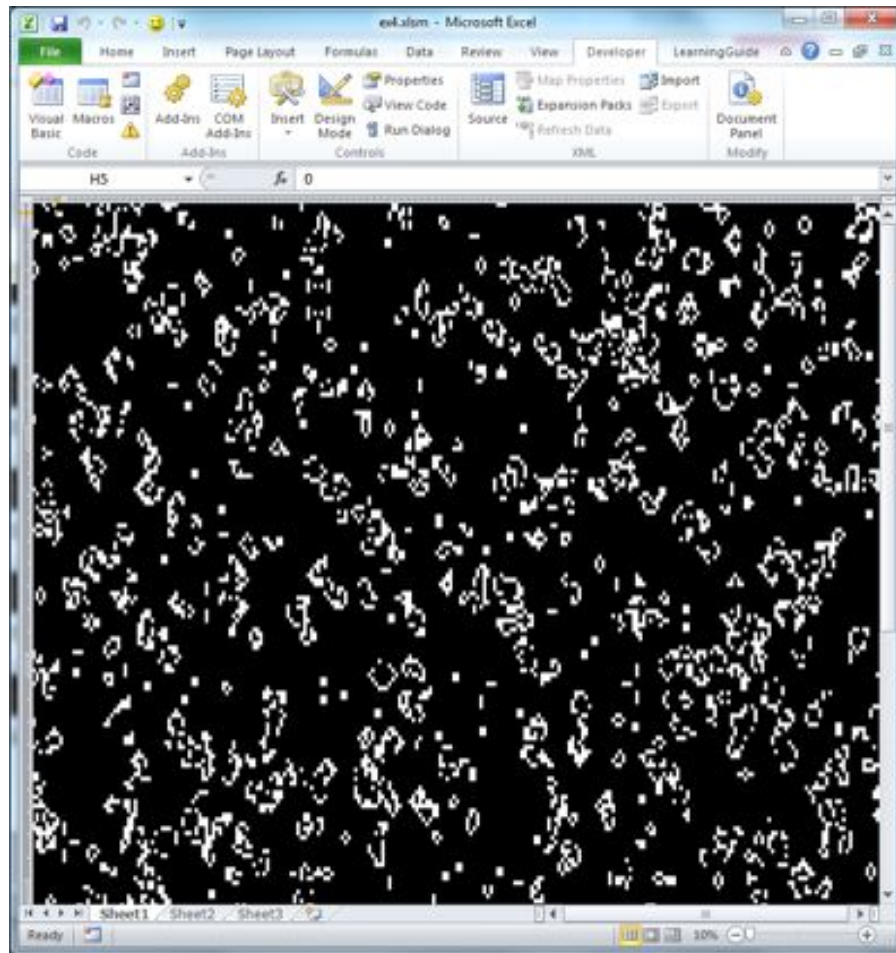 ex4.xlsm - Microsoft Excel
File Home Insert Page Layout Formulas Data Review View Developer LearningGuide
Visual Basic Macros Add-Ins COM Add-Ins Insert Design Mode Properties View Code Run Dialog Source Map Properties Expansion Packs Refresh Data Import Export Document Panel
Code Add-Ins Controls XML Modify
H5 fx 0
Sheet1 Sheet2 Sheet3
Ready 10%